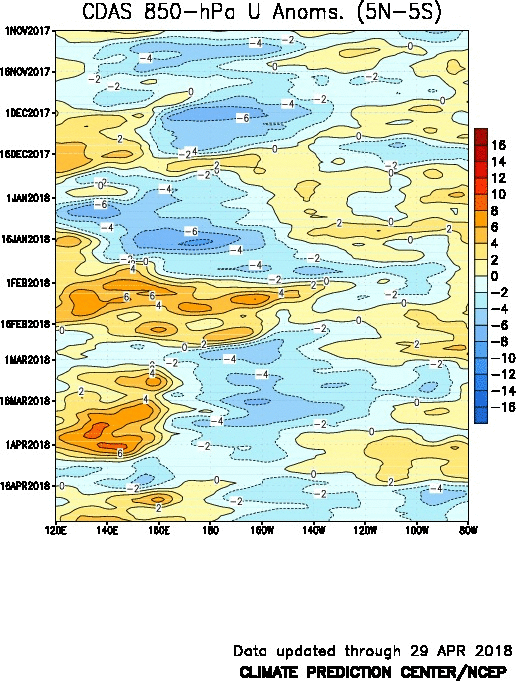 CDAS 850-hPa U Anoms. (5N-5S)
1NOV2017
16NOV2017
1DEC2017
16DEC2017
1JAN2018
16JAN2018
1FEB2018
16FEB2018
1MAR2018
16MAR2018
1APR2018
16APR2018
120E 140E 160E 180 160W 140W 120W 100W 80W
16
14
12
10
8
6
4
2
0
-2
-4
-6
-8
-10
-12
-14
-16
Data updated through 29 APR 2018
CLIMATE PREDICTION CENTER/NCEP